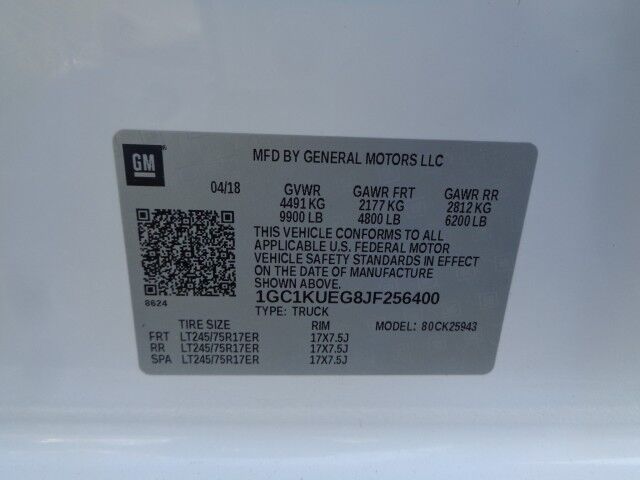 GM
MFD BY GENERAL MOTORS LLC
04/18 GVWR GAWR FRT GAWR RR
4491 KG 2177 KG 2812 KG
9900 LB 4800 LB 6200 LB
THIS VEHICLE CONFORMS TO ALL
APPLICABLE U.S. FEDERAL MOTOR
VEHICLE SAFETY STANDARDS IN EFFECT
ON THE DATE OF MANUFACTURE
SHOWN ABOVE.
8624 1GC1KUEG8JF256400
TYPE: TRUCK
TIRE SIZE RIM MODEL: 80CK25943
FRT LT245/75R17ER 17X7.5J
RR LT245/75R17ER 17X7.5J
SPA LT245/75R17ER 17X7.5J